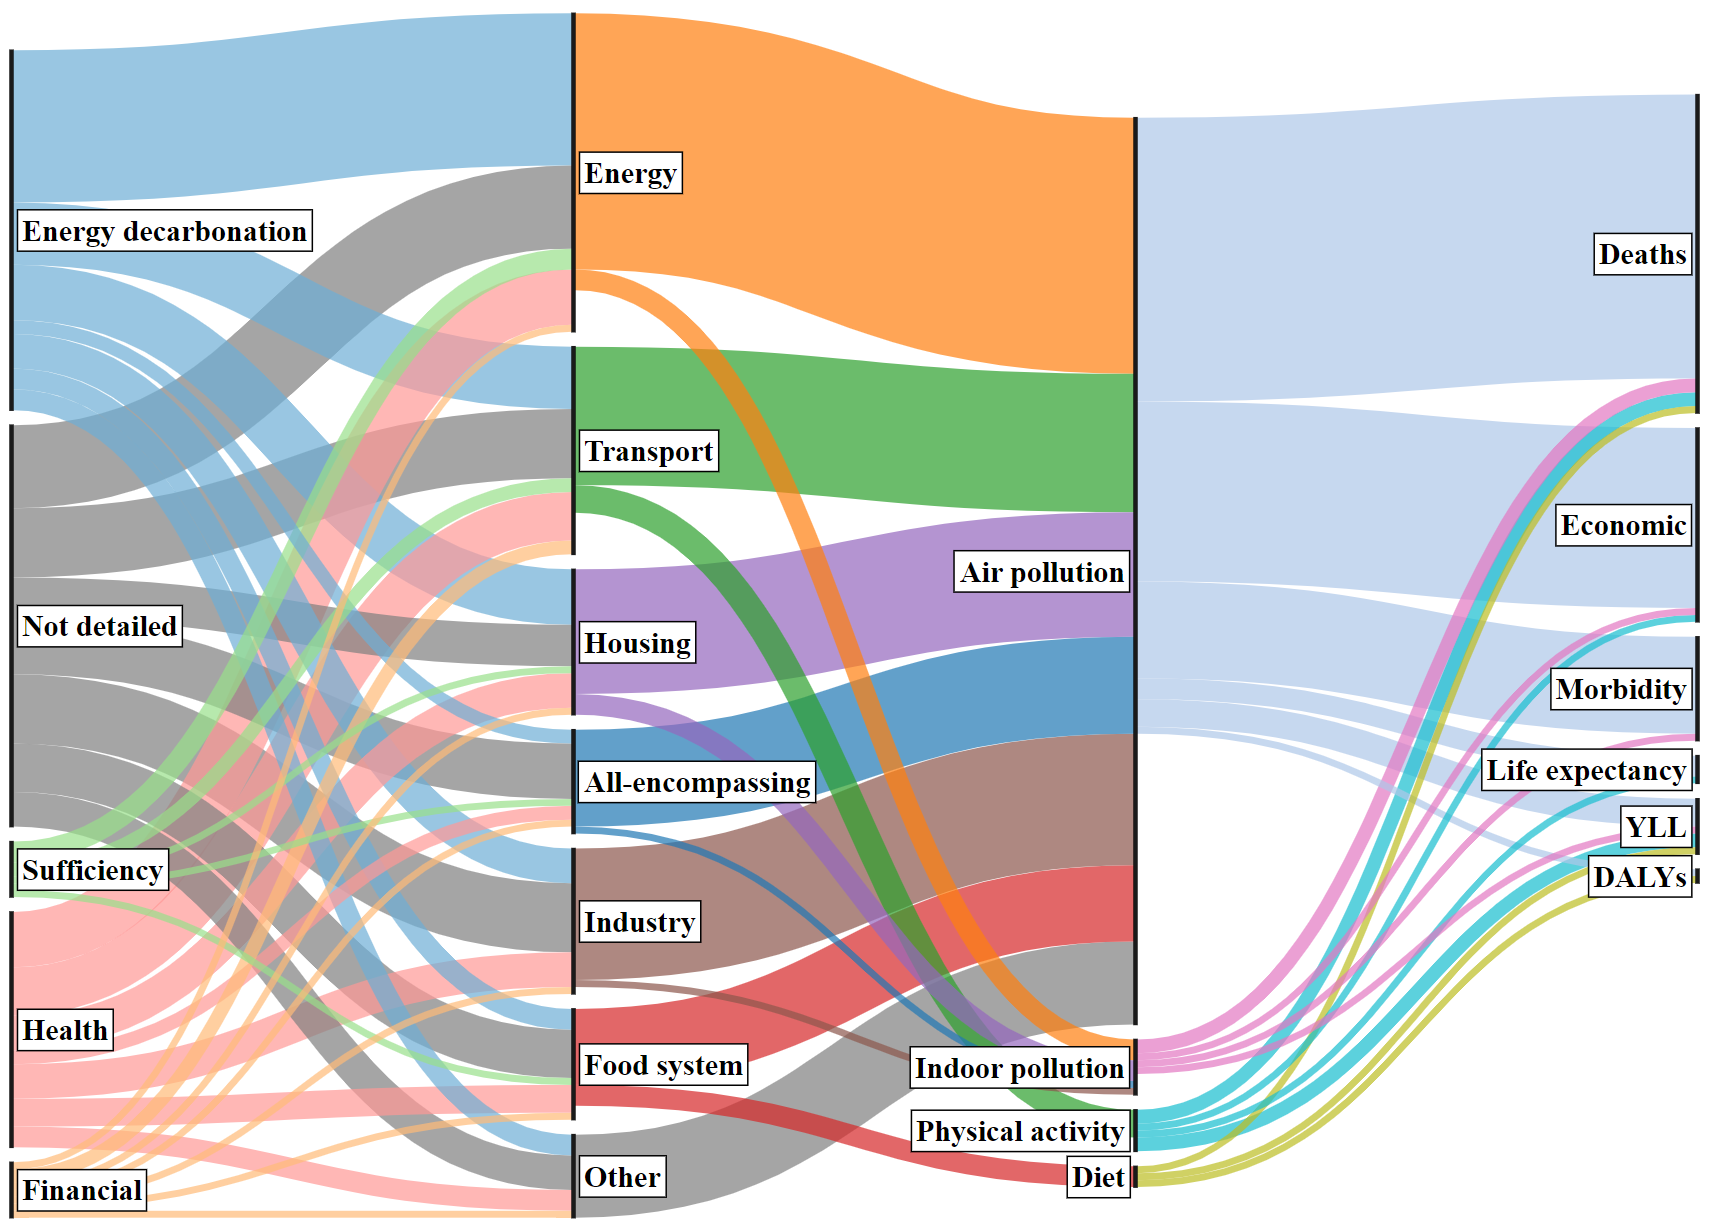 Energy decarbonation
Not detailed
Sufficiency
Health
Financial
Energy
Transport
Housing
All-encompassing
Industry
Food system
Other
Air pollution
Indoor pollution
Physical activity
Diet
Deaths
Economic
Morbidity
Life expectancy
YLL
DALYs